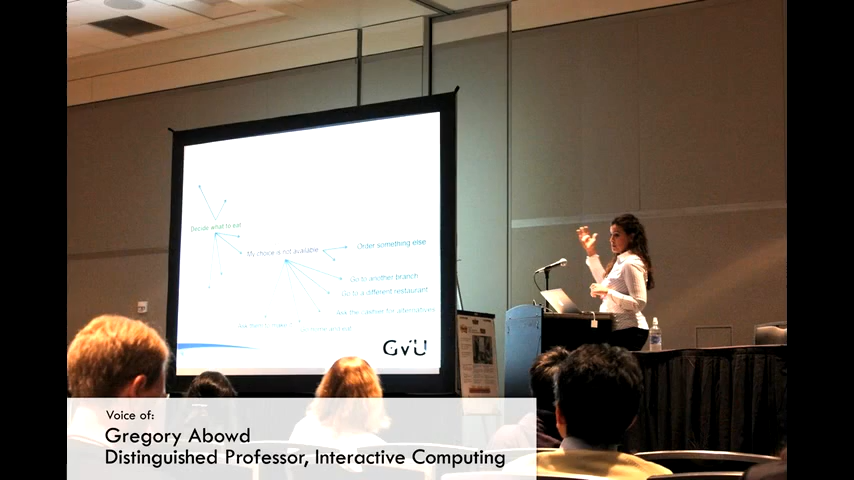 Decide what to eat
My choice is not available
Order something else
Go to another branch
Go to a different restaurant
Ask the cashier for alternatives
GVU
Voice of:
Gregory Abowd
Distinguished Professor, Interactive Computing